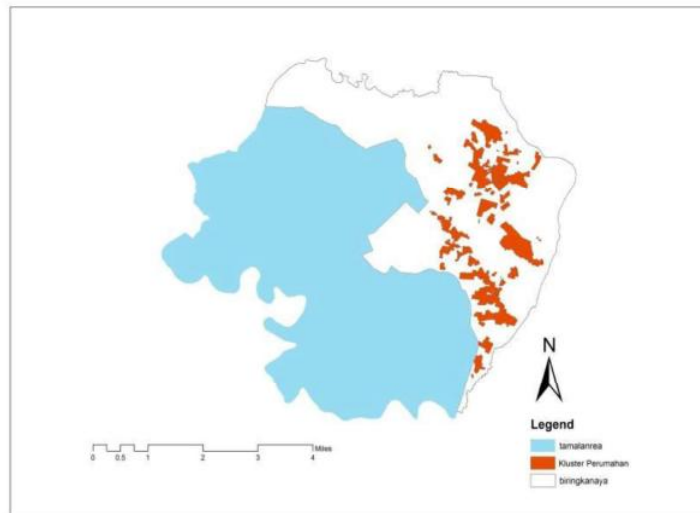 N
Legend
tamalanrea
Kluster Perumahan
biringkanaya
Miles
0 0.5 1 2 3 4